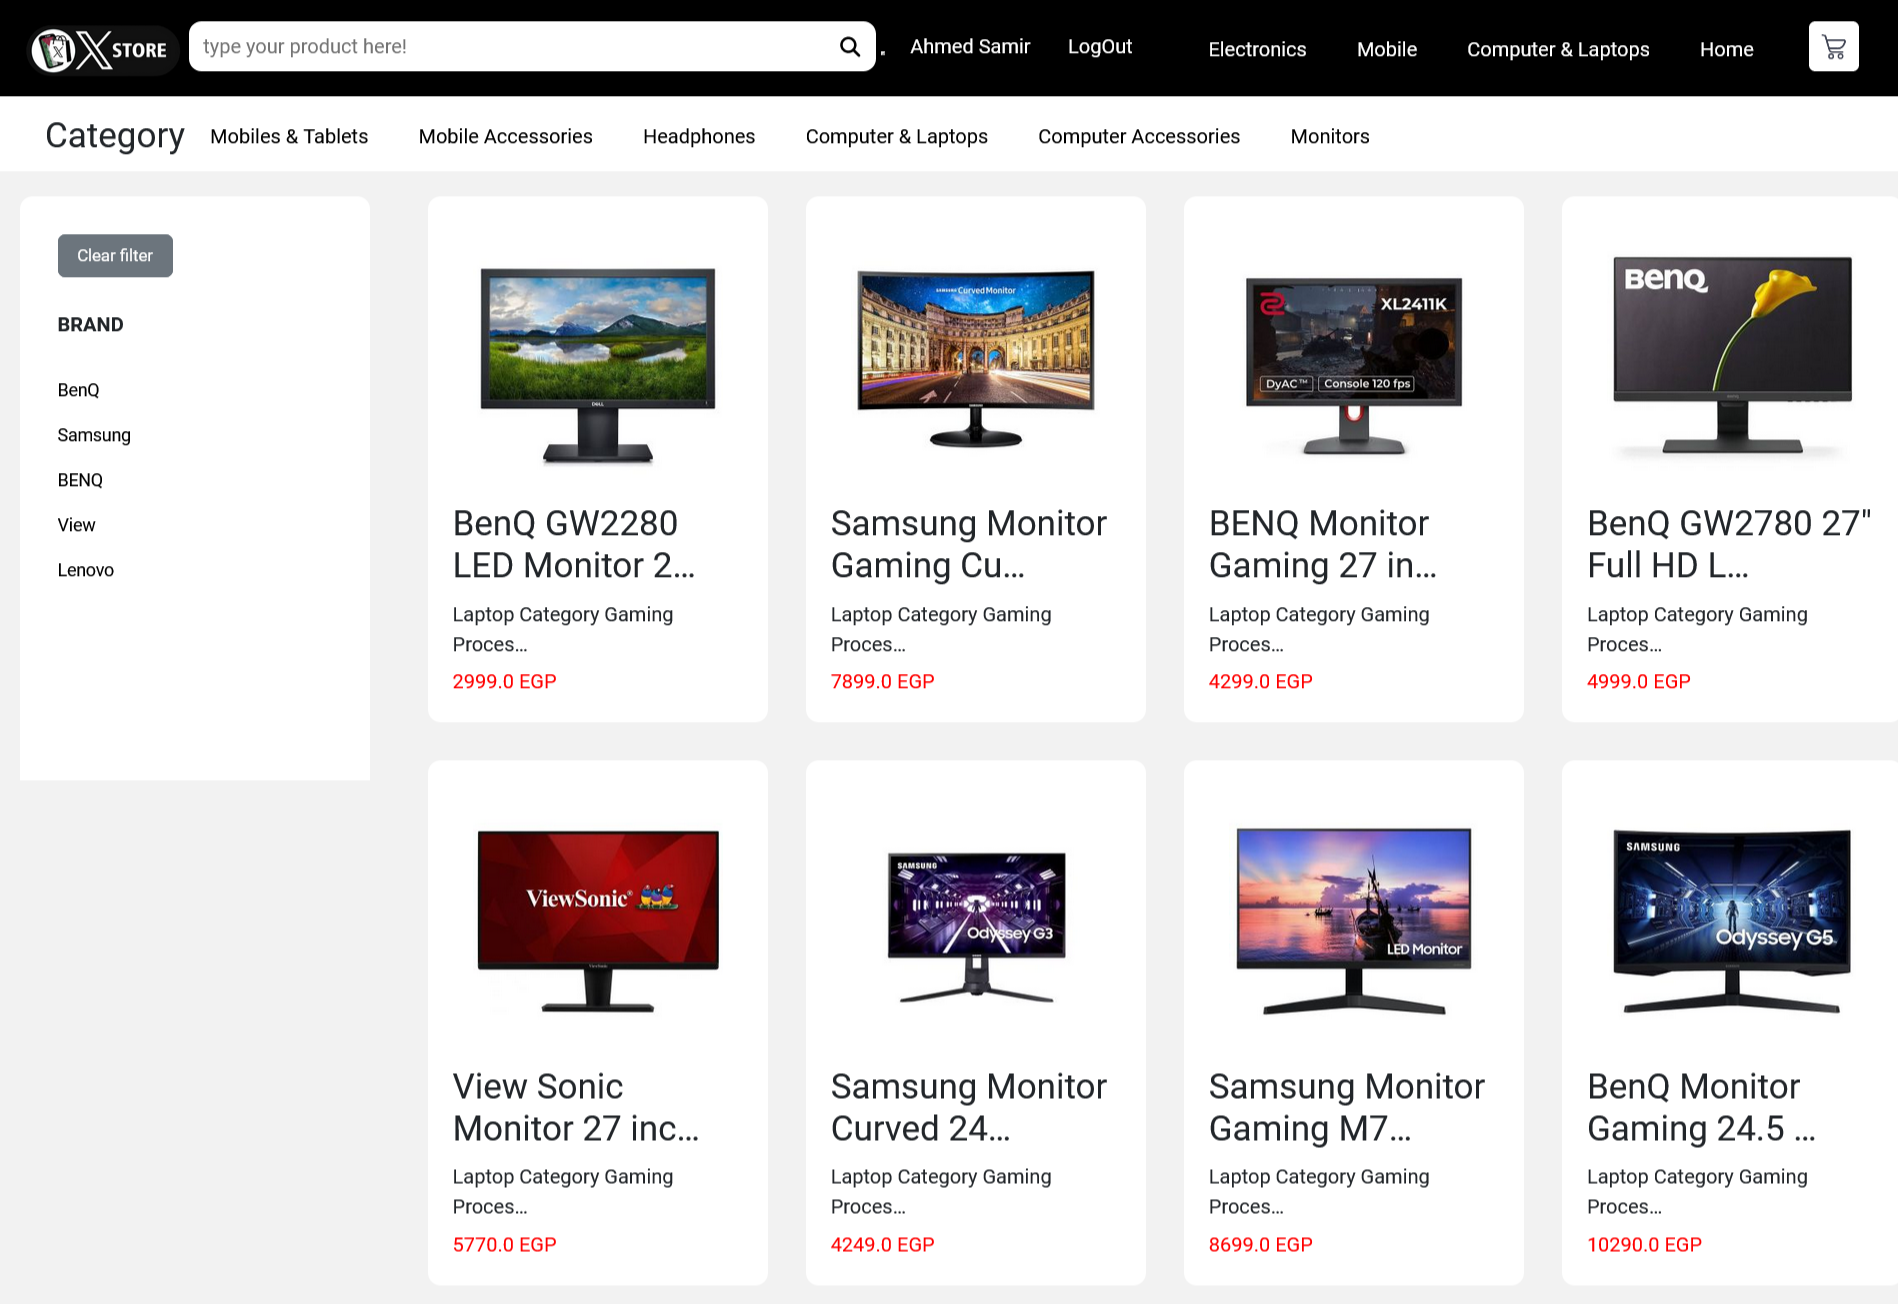 X STORE
type your product here!
Ahmed Samir
LogOut
Electronics
Mobile
Computer & Laptops
Home
Category
Mobiles & Tablets
Mobile Accessories
Headphones
Computer & Laptops
Computer Accessories
Monitors
Clear filter
BRAND
BenQ
Samsung
BENQ
View
Lenovo
DELL
BenQ GW2280
LED Monitor 2...
Laptop Category Gaming
Proces...
2999.0 EGP
SAMSUNG Curved Monitor
Samsung Monitor
Gaming Cu...
Laptop Category Gaming
Proces...
7899.0 EGP
XL2411K
DyAC™
Console 120 fps
BENQ Monitor
Gaming 27 in...
Laptop Category Gaming
Proces...
4299.0 EGP
BenQ
BenQ GW2780 27"
Full HD L...
Laptop Category Gaming
Proces...
4999.0 EGP
ViewSonic®
View Sonic
Monitor 27 inc...
Laptop Category Gaming
Proces...
5770.0 EGP
SAMSUNG
Odyssey G3
Samsung Monitor
Curved 24...
Laptop Category Gaming
Proces...
4249.0 EGP
LED Monitor
Samsung Monitor
Gaming M7...
Laptop Category Gaming
Proces...
8699.0 EGP
SAMSUNG
Odyssey G5
BenQ Monitor
Gaming 24.5 ...
Laptop Category Gaming
Proces...
10290.0 EGP